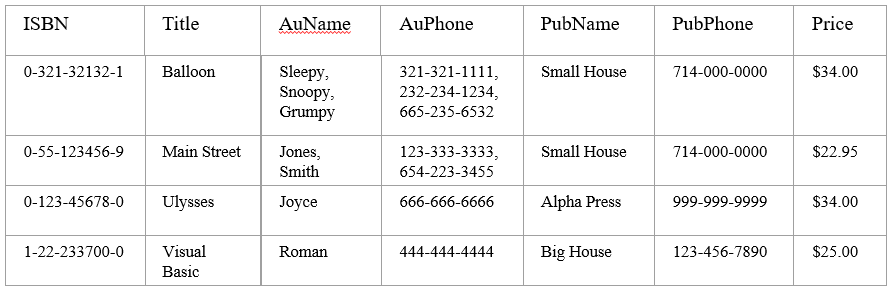 ISBN Title AuName AuPhone PubName PubPhone Price
0-321-32132-1 Balloon Sleepy, 321-321-1111, Small House 714-000-0000 $34.00
Snoopy, 232-234-1234,
Grumpy 665-235-6532
0-55-123456-9 Main Street Jones, 123-333-3333, Small House 714-000-0000 $22.95
Smith 654-223-3455
0-123-45678-0 Ulysses Joyce 666-666-6666 Alpha Press 999-999-9999 $34.00
1-22-233700-0 Visual Roman 444-444-4444 Big House 123-456-7890 $25.00
Basic